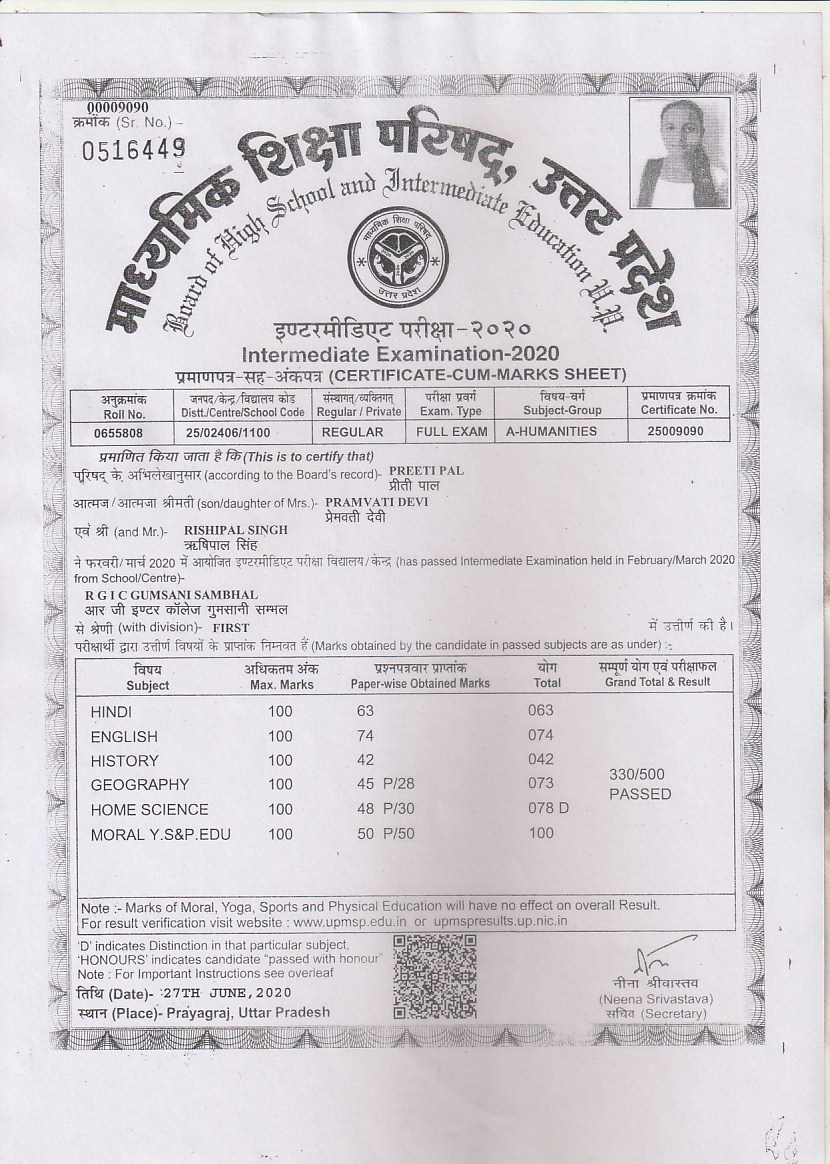 00009090
क्रमांक (Sr. No.) –
0516449
माध्यमिक शिक्षा परिषद्, उत्तर प्रदेश
Board of High School and Intermediate Education U.P.
माध्यमिक शिक्षा परिषद्
उत्तर प्रदेश
इण्टरमीडिएट परीक्षा-२०२०
Intermediate Examination-2020
प्रमाणपत्र-सह-अंकपत्र (CERTIFICATE-CUM-MARKS SHEET)
अनुक्रमांक जनपद/केन्द्र/विद्यालय कोड संस्थागत/व्यक्तिगत परीक्षा प्रवर्ग विषय-वर्ग प्रमाणपत्र क्रमांक
Roll No. Distt./Centre/School Code Regular / Private Exam. Type Subject-Group Certificate No.
0655808 25/02406/1100 REGULAR FULL EXAM A-HUMANITIES 25009090
प्रमाणित किया जाता है कि (This is to certify that)
परिषद के अभिलेखानुसार (according to the Board's record)- PREETI PAL
प्रीती पाल
आत्मज/आत्मजा श्रीमती (son/daughter of Mrs.)- PRAMVATI DEVI
प्रेमवती देवी
एवं श्री (and Mr.)- RISHIPAL SINGH
ऋषिपाल सिंह
ने फरवरी/मार्च 2020 में आयोजित इण्टरमीडिएट परीक्षा विद्यालय/केन्द्र (has passed Intermediate Examination held in February/March 2020
from School/Centre)-
R G I C GUMSANI SAMBHAL
आर जी इण्टर कॉलेज गुमसानी सम्भल
से श्रेणी (with division)- FIRST में उत्तीर्ण की है।
परीक्षार्थी द्वारा उत्तीर्ण विषयों के प्राप्तांक निम्नवत हैं (Marks obtained by the candidate in passed subjects are as under) :-
विषय अधिकतम अंक प्रश्नपत्रवार प्राप्तांक योग सम्पूर्ण योग एवं परीक्षाफल
Subject Max. Marks Paper-wise Obtained Marks Total Grand Total & Result
HINDI 100 63 063
ENGLISH 100 74 074
HISTORY 100 42 042
GEOGRAPHY 100 45 P/28 073
330/500
PASSED
HOME SCIENCE 100 48 P/30 078 D
MORAL Y.S&P.EDU 100 50 P/50 100
Note :- Marks of Moral, Yoga, Sports and Physical Education will have no effect on overall Result.
For result verification visit website : www.upmsp.edu.in or upmspresults.up.nic.in
'D' indicates Distinction in that particular subject,
'HONOURS' indicates candidate "passed with honour"
Note : For Important Instructions see overleaf
तिथि (Date)- 27TH JUNE,2020
स्थान (Place)- Prayagraj, Uttar Pradesh
नीना श्रीवास्तव
(Neena Srivastava)
सचिव (Secretary)